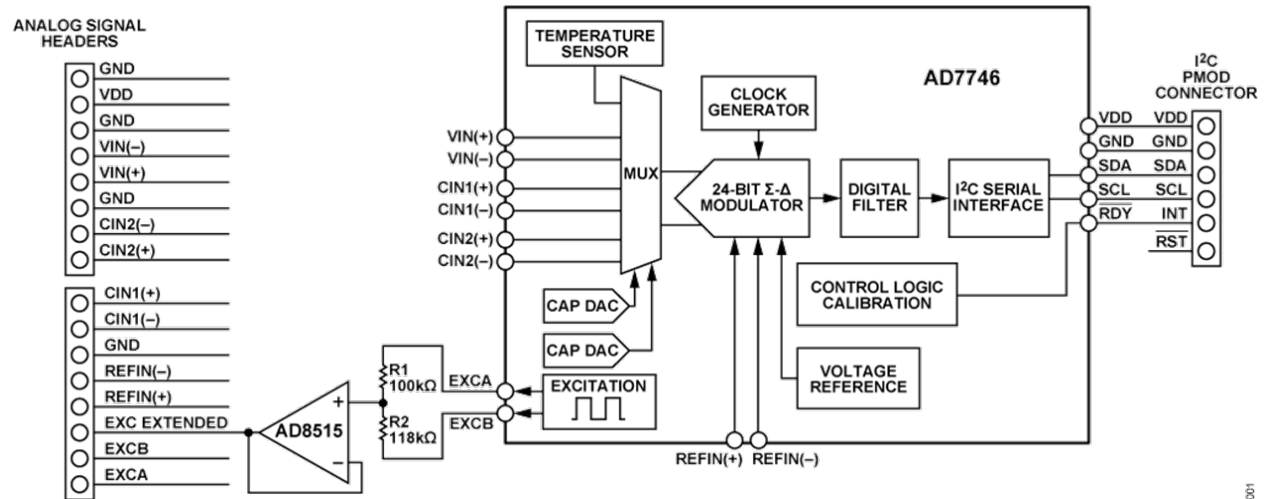 ANALOG SIGNAL
HEADERS
GND
VDD
GND
VIN(–)
VIN(+)
GND
CIN2(–)
CIN2(+)
CIN1(+)
CIN1(–)
GND
REFIN(–)
REFIN(+)
EXC EXTENDED
EXCB
EXCA
AD8515
+
–
R1
100kΩ
R2
118kΩ
EXCA
EXCB
TEMPERATURE
SENSOR
VIN(+)
VIN(–)
CIN1(+)
CIN1(–)
CIN2(+)
CIN2(–)
MUX
CAP DAC
CAP DAC
EXCITATION
CLOCK
GENERATOR
AD7746
24-BIT Σ-Δ
MODULATOR
DIGITAL
FILTER
I²C SERIAL
INTERFACE
CONTROL LOGIC
CALIBRATION
VOLTAGE
REFERENCE
REFIN(+) REFIN(–)
I²C
PMOD
CONNECTOR
VDD VDD
GND GND
SDA SDA
SCL SCL
R̅D̅Y̅ INT
R̅S̅T̅
001